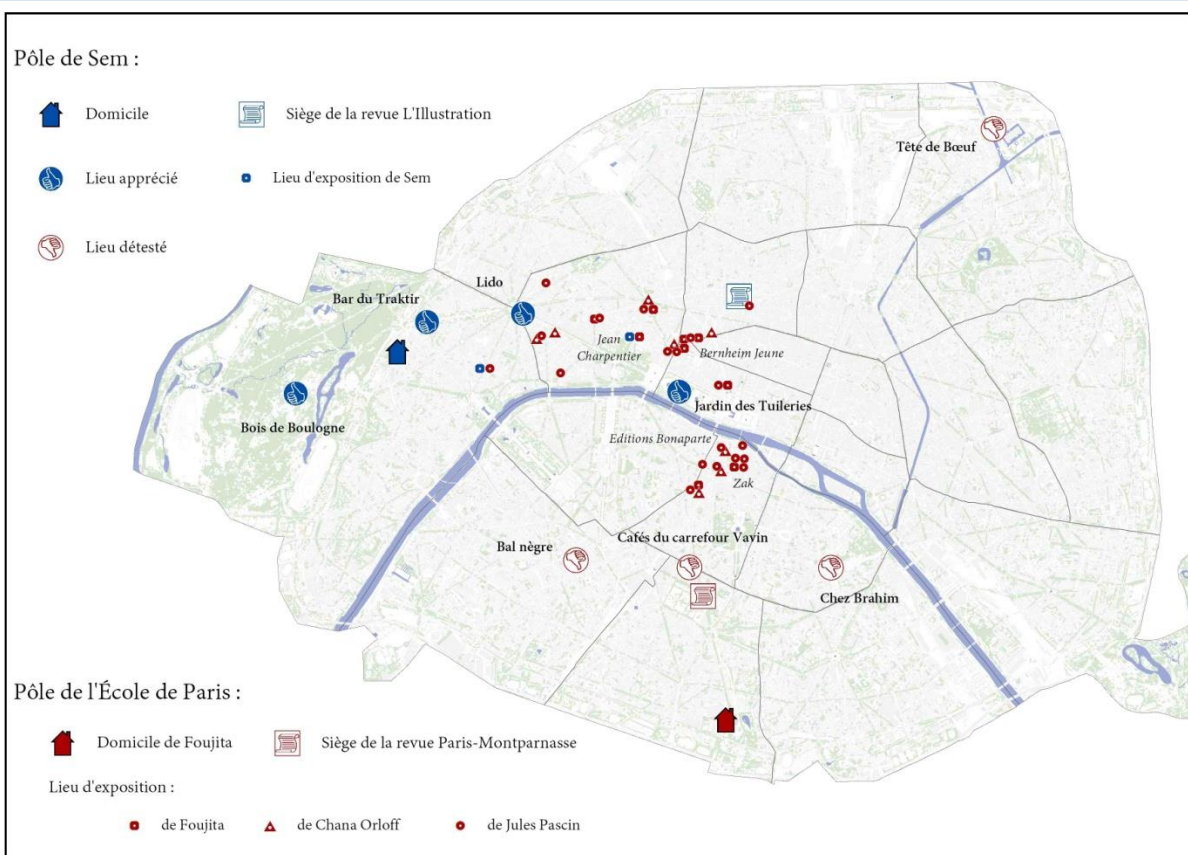 Pôle de Sem :
Domicile
Siège de la revue L'Illustration
Lieu apprécié
Lieu d'exposition de Sem
Lieu détesté
Tête de Bœuf
Lido
Bar du Traktir
Jean
Charpentier
Bernheim Jeune
Jardin des Tuileries
Bois de Boulogne
Editions Bonaparte
Zak
Cafés du carrefour Vavin
Bal nègre
Chez Brahim
Pôle de l'École de Paris :
Domicile de Foujita
Siège de la revue Paris-Montparnasse
Lieu d'exposition :
de Foujita
de Chana Orloff
de Jules Pascin